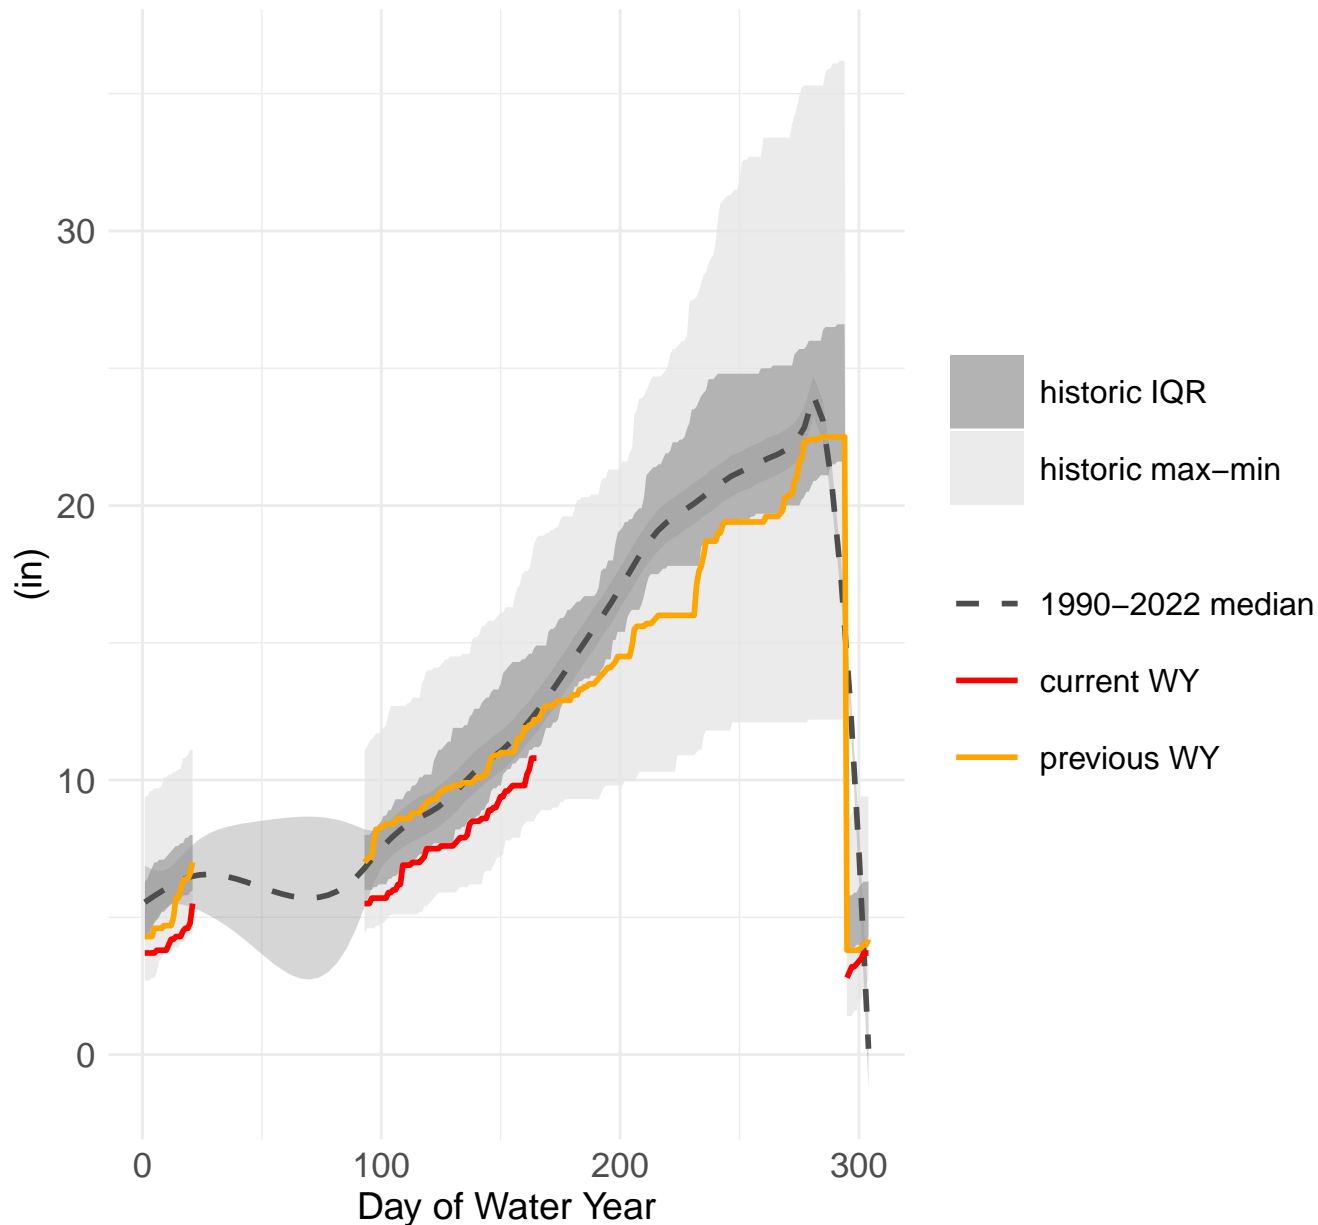 30
20
10
0
(in)
0 100 200 300
Day of Water Year
historic IQR
historic max−min
1990−2022 median
current WY
previous WY